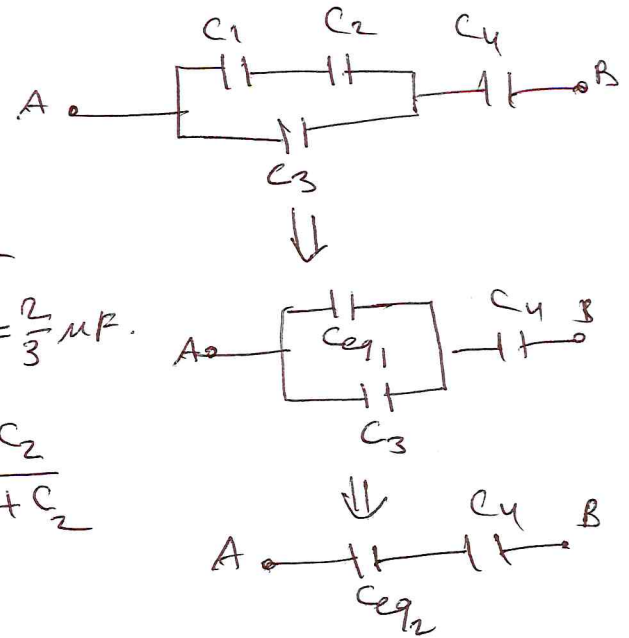 C1 C2 C4
A B
C3
⇓
= 2/3 μF.
C4 B
A Ceq1
C3
C2
+ C2
⇓
A C4 B
Ceq2